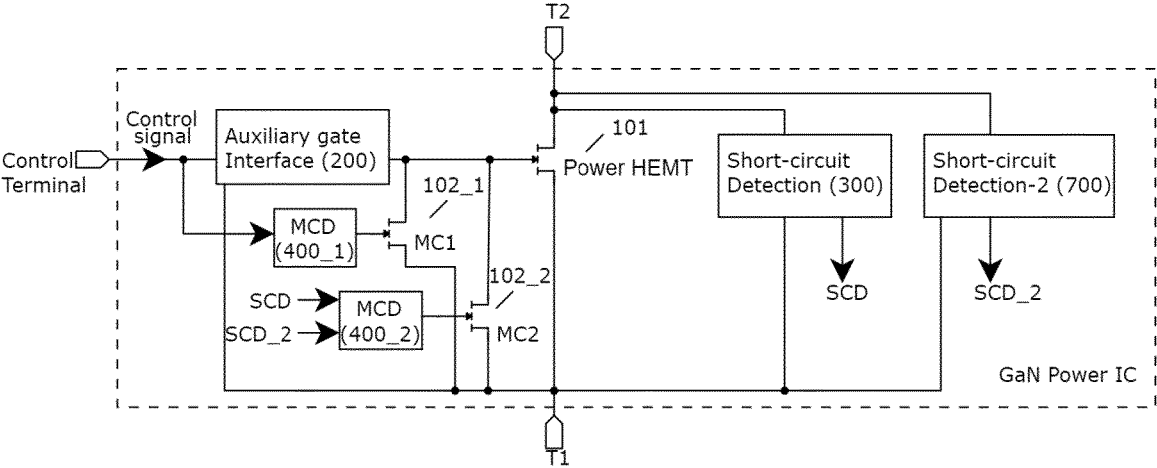 T2
Control
signal
Auxiliary gate
Interface (200)
Control
Terminal
101
Power HEMT
Short-circuit
Detection (300)
Short-circuit
Detection-2 (700)
102_1
MCD
(400_1)
MC1
102_2
SCD
SCD_2
MCD
(400_2)
MC2
SCD
SCD_2
GaN Power IC
T1